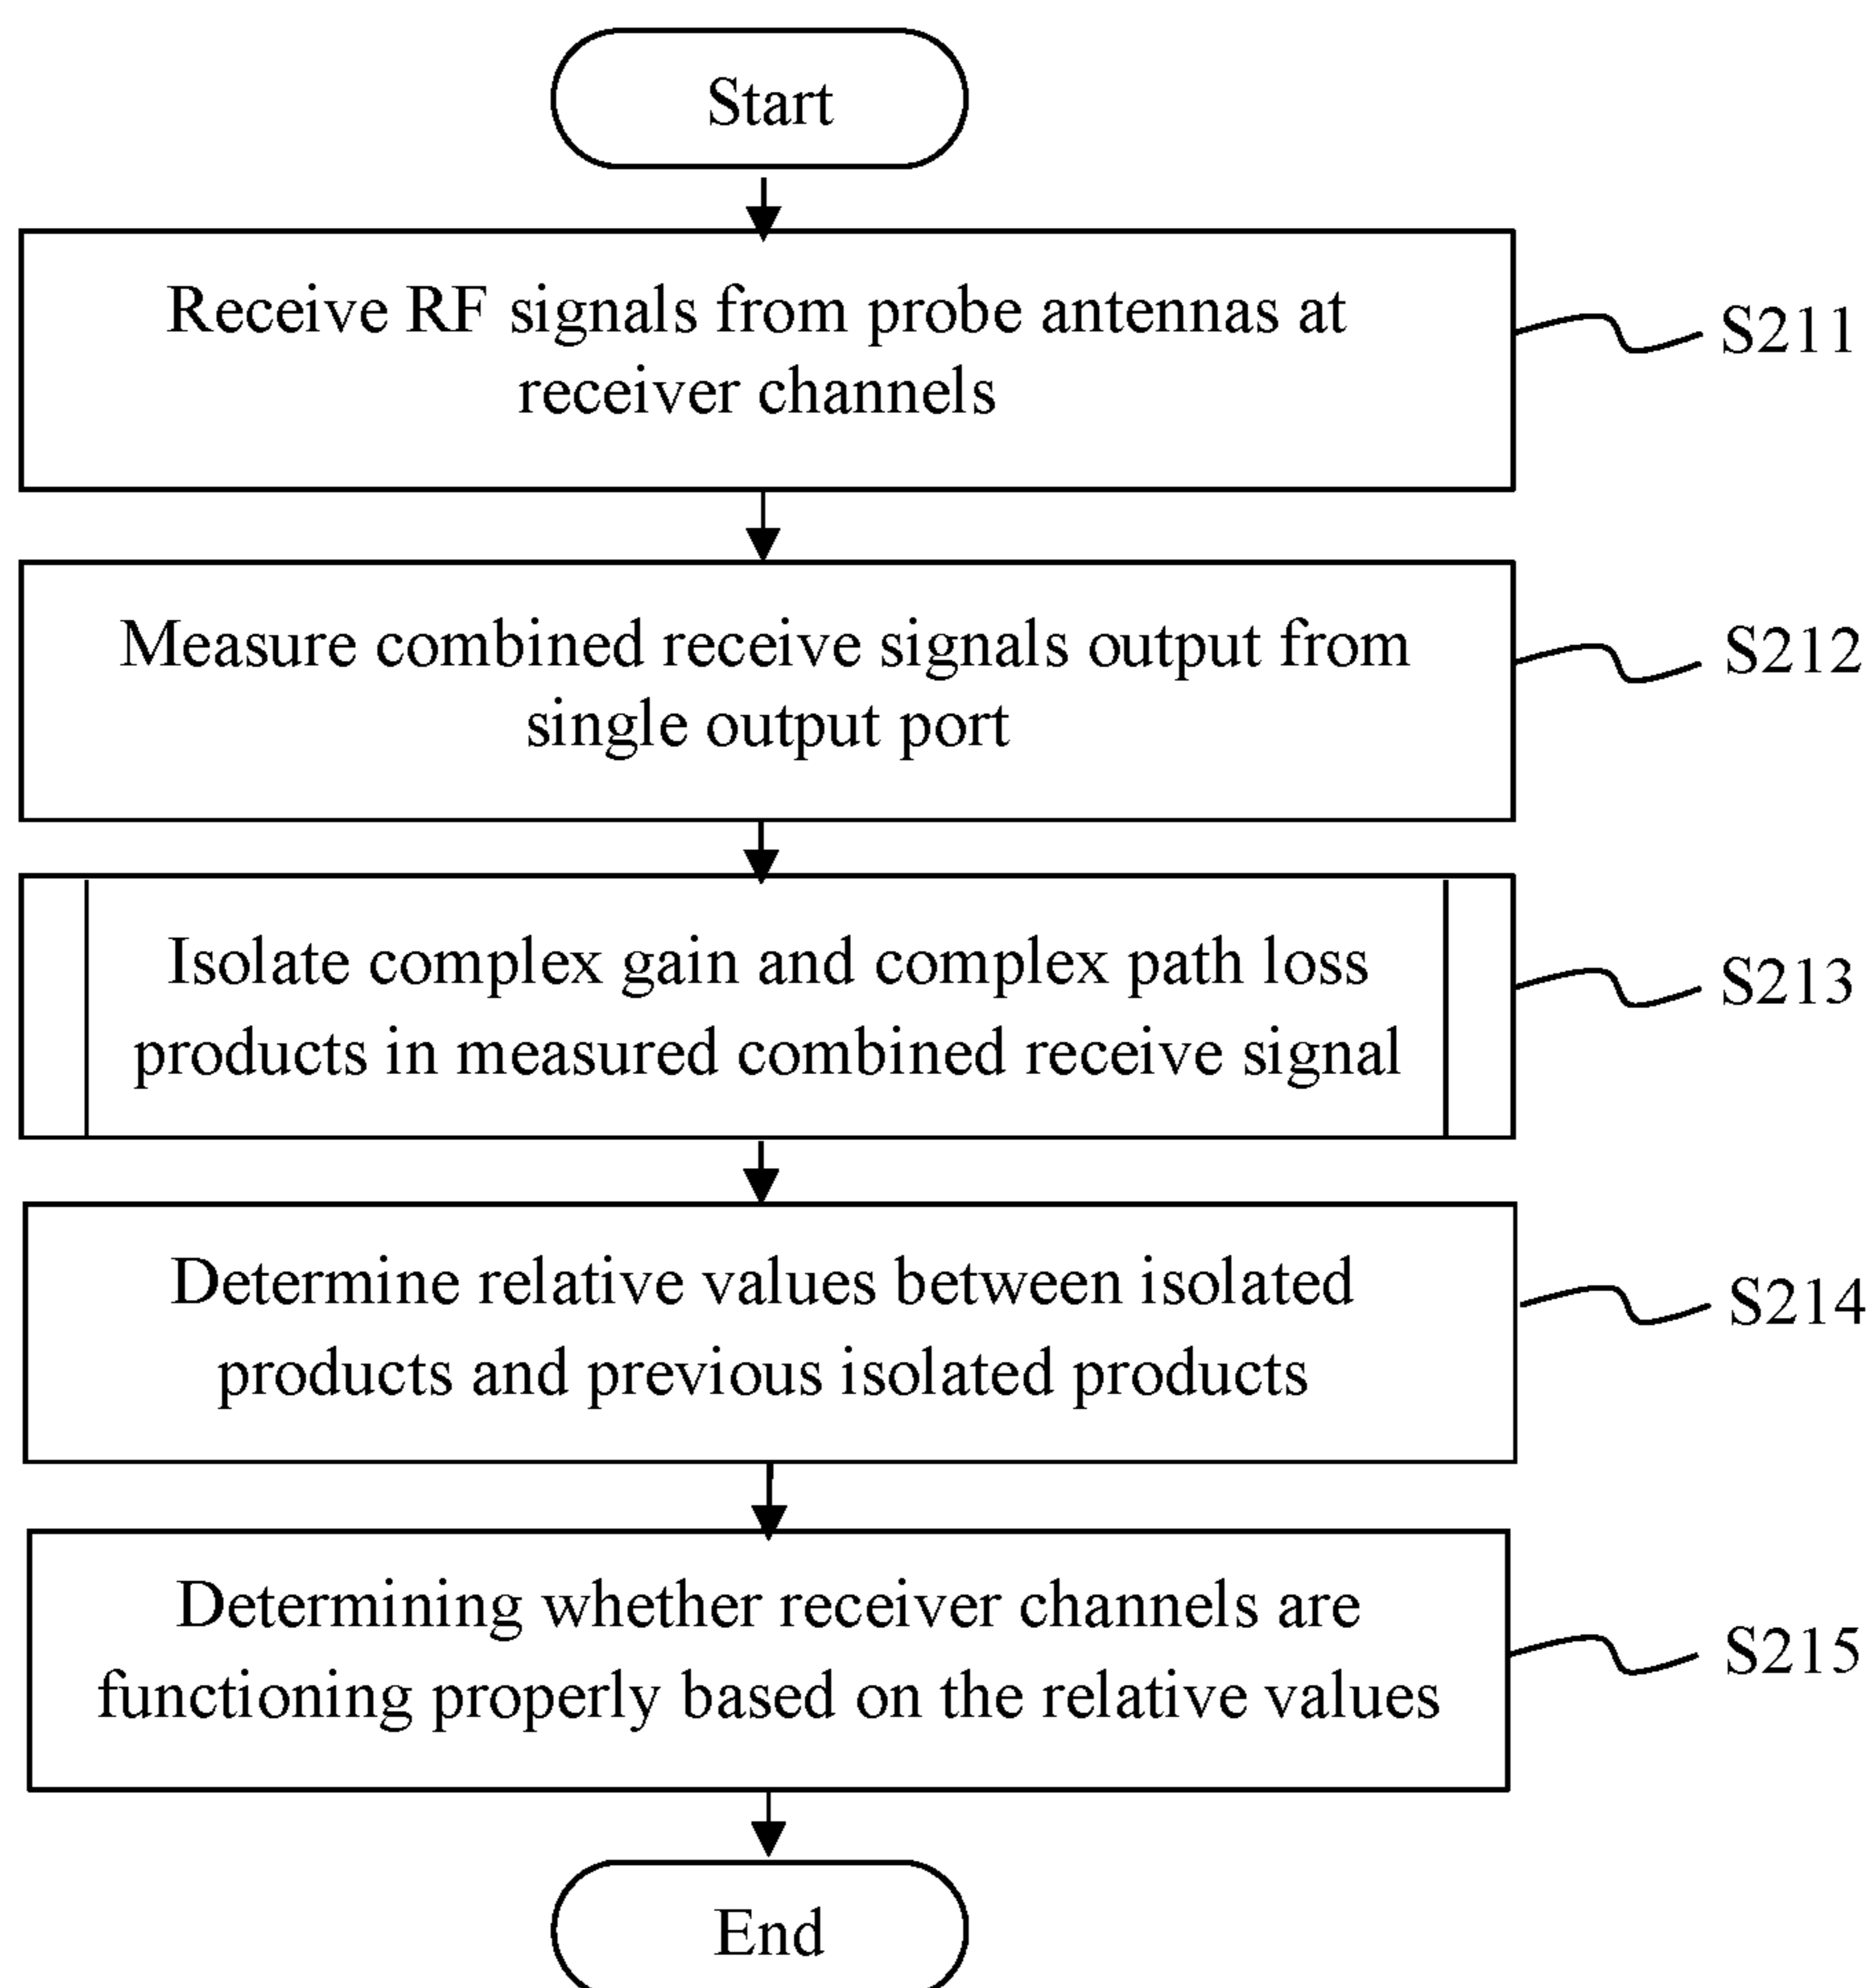 Start
Receive RF signals from probe antennas at
receiver channels
S211
Measure combined receive signals output from
single output port
S212
Isolate complex gain and complex path loss
products in measured combined receive signal
S213
Determine relative values between isolated
products and previous isolated products
S214
Determining whether receiver channels are
functioning properly based on the relative values
S215
End